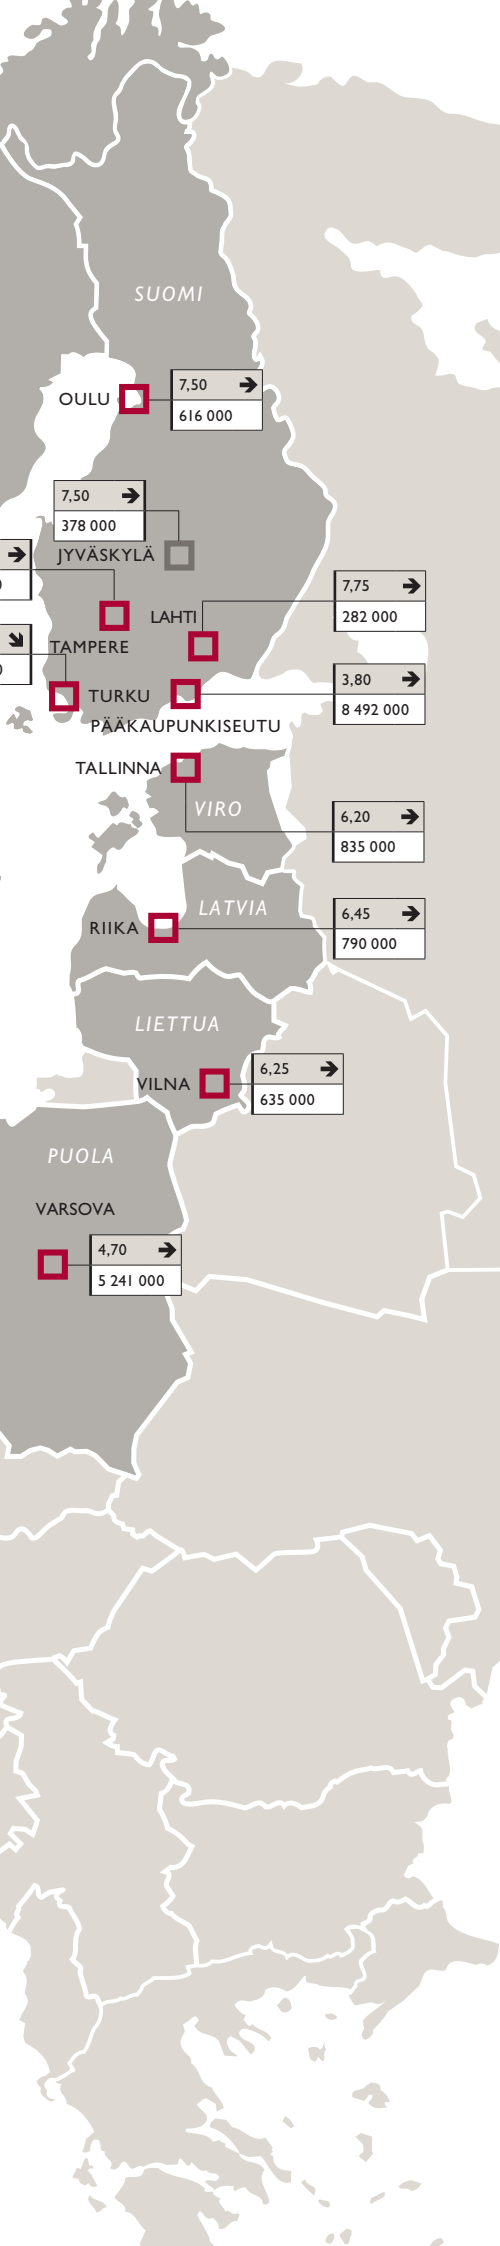 SUOMI
OULU
7,50
616 000
7,50
378 000
JYVÄSKYLÄ
LAHTI
7,75
282 000
0
TAMPERE
0
TURKU
3,80
8 492 000
PÄÄKAUPUNKISEUTU
TALLINNA
VIRO
6,20
835 000
LATVIA
RIIKA
6,45
790 000
LIETTUA
VILNA
6,25
635 000
PUOLA
VARSOVA
4,70
5 241 000